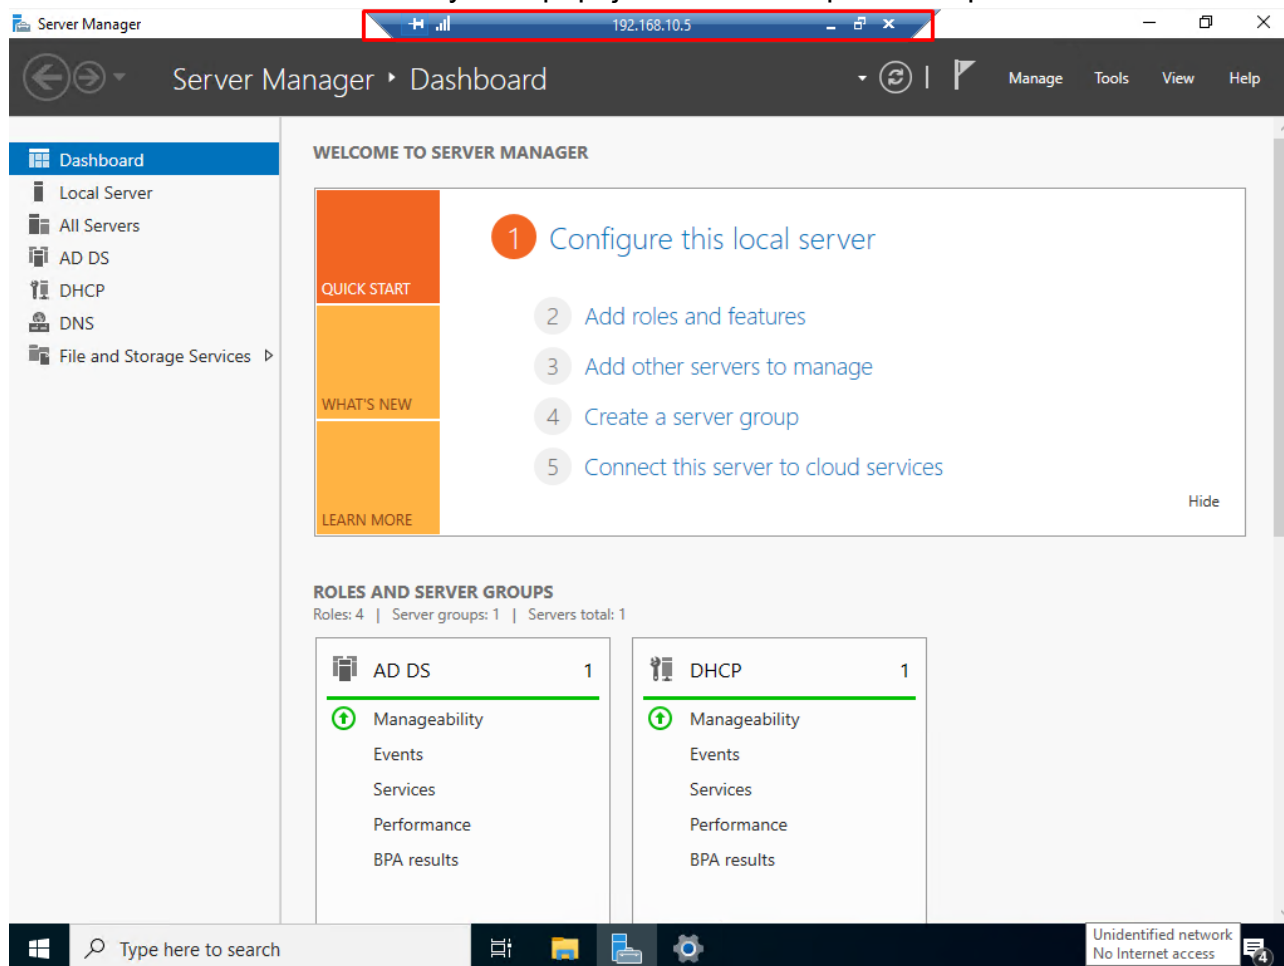 Server Manager
192.168.10.5
Server Manager ‣ Dashboard
Manage Tools View Help
Dashboard
Local Server
All Servers
AD DS
DHCP
DNS
File and Storage Services
WELCOME TO SERVER MANAGER
QUICK START
WHAT'S NEW
LEARN MORE
1 Configure this local server
2 Add roles and features
3 Add other servers to manage
4 Create a server group
5 Connect this server to cloud services
Hide
ROLES AND SERVER GROUPS
Roles: 4 | Server groups: 1 | Servers total: 1
AD DS 1
Manageability
Events
Services
Performance
BPA results
DHCP 1
Manageability
Events
Services
Performance
BPA results
Type here to search
Unidentified network
No Internet access
4